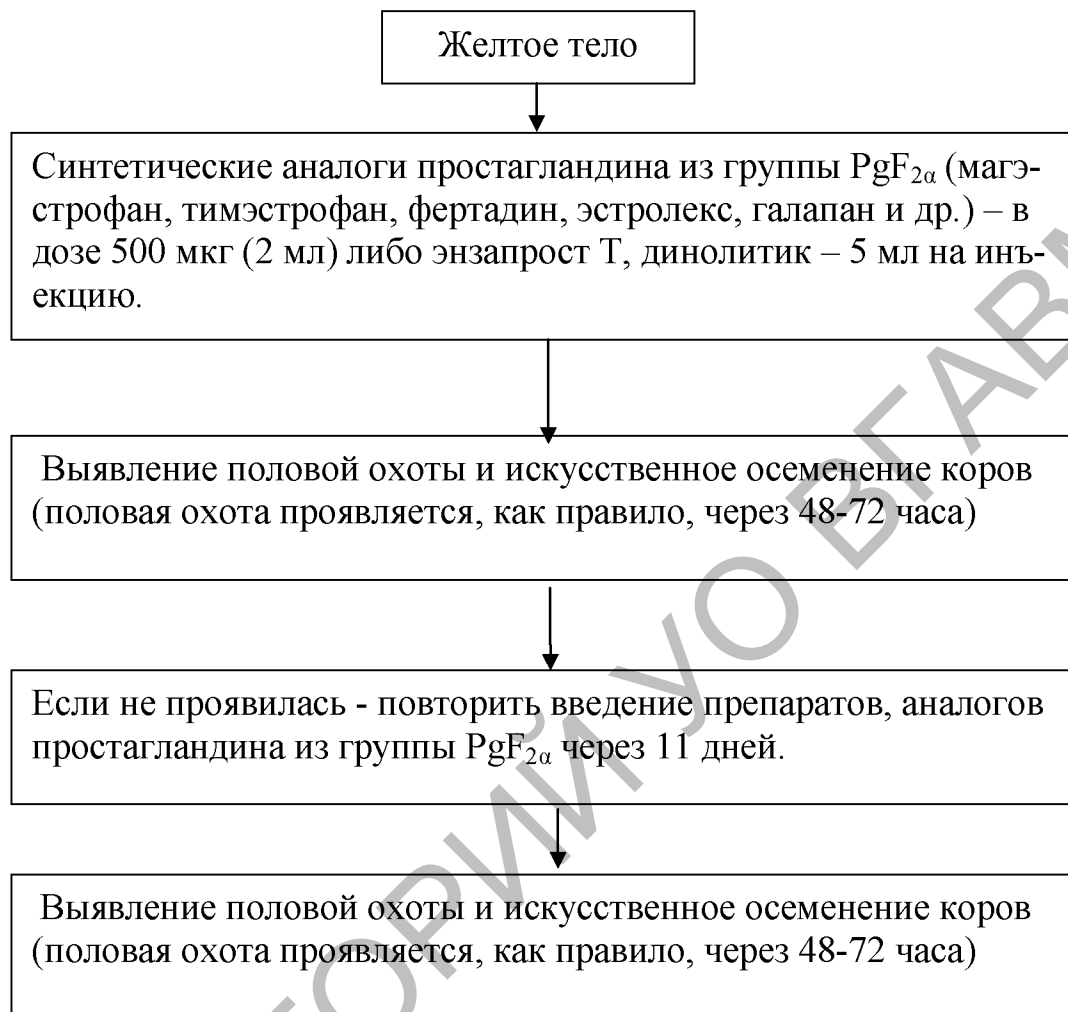 Желтое тело
Синтетические аналоги простагландина из группы PgF2α (магэ-
строфан, тимэстрофан, фертадин, эстролекс, галапан и др.) – в
дозе 500 мкг (2 мл) либо энзапрост Т, динолитик – 5 мл на инъ-
екцию.
Выявление половой охоты и искусственное осеменение коров
(половая охота проявляется, как правило, через 48-72 часа)
Если не проявилась - повторить введение препаратов, аналогов
простагландина из группы PgF2α через 11 дней.
Выявление половой охоты и искусственное осеменение коров
(половая охота проявляется, как правило, через 48-72 часа)
УО